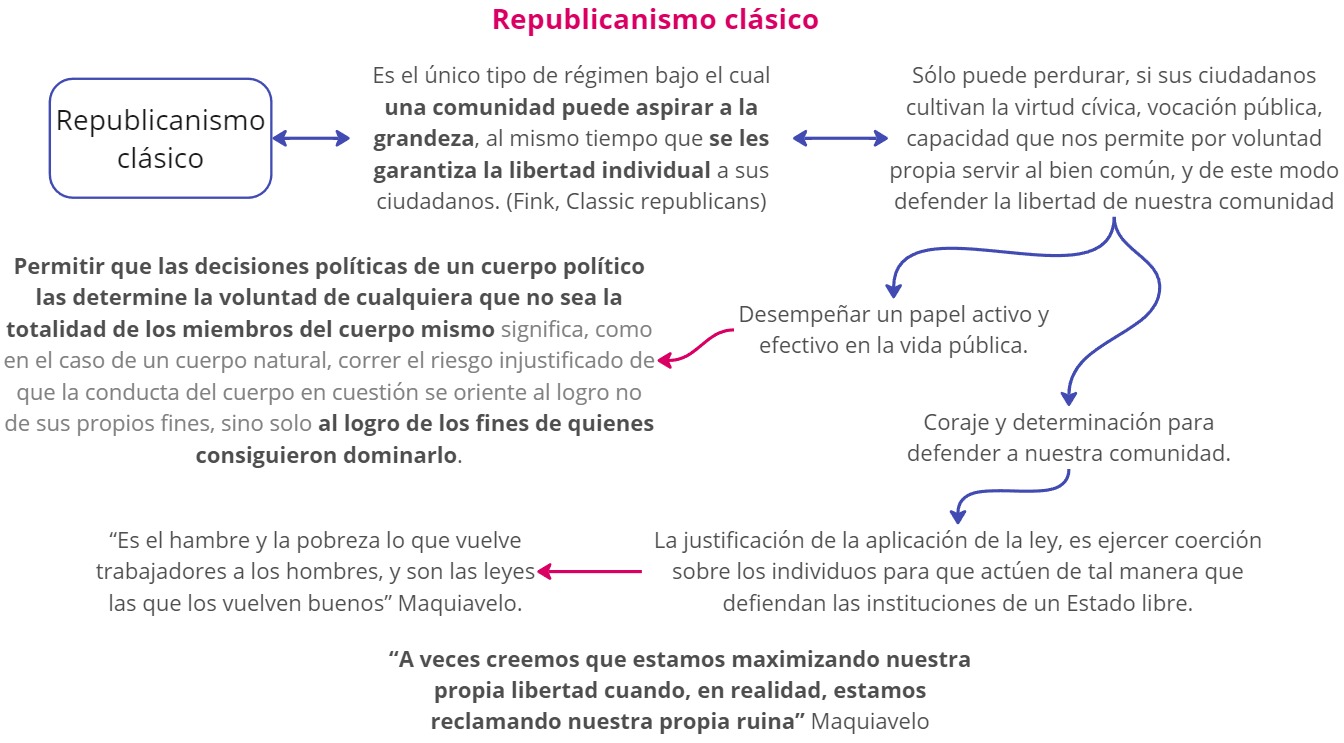 Republicanismo clásico
Republicanismo
clásico
Es el único tipo de régimen bajo el cual
una comunidad puede aspirar a la
grandeza, al mismo tiempo que se les
garantiza la libertad individual a sus
ciudadanos. (Fink, Classic republicans)
Sólo puede perdurar, si sus ciudadanos
cultivan la virtud cívica, vocación pública,
capacidad que nos permite por voluntad
propia servir al bien común, y de este modo
defender la libertad de nuestra comunidad
Desempeñar un papel activo y
efectivo en la vida pública.
Permitir que las decisiones políticas de un cuerpo político
las determine la voluntad de cualquiera que no sea la
totalidad de los miembros del cuerpo mismo significa, como
en el caso de un cuerpo natural, correr el riesgo injustificado de
que la conducta del cuerpo en cuestión se oriente al logro no
de sus propios fines, sino solo al logro de los fines de quienes
consiguieron dominarlo.
Coraje y determinación para
defender a nuestra comunidad.
La justificación de la aplicación de la ley, es ejercer coerción
sobre los individuos para que actúen de tal manera que
defiendan las instituciones de un Estado libre.
“Es el hambre y la pobreza lo que vuelve
trabajadores a los hombres, y son las leyes
las que los vuelven buenos” Maquiavelo.
“A veces creemos que estamos maximizando nuestra
propia libertad cuando, en realidad, estamos
reclamando nuestra propia ruina” Maquiavelo